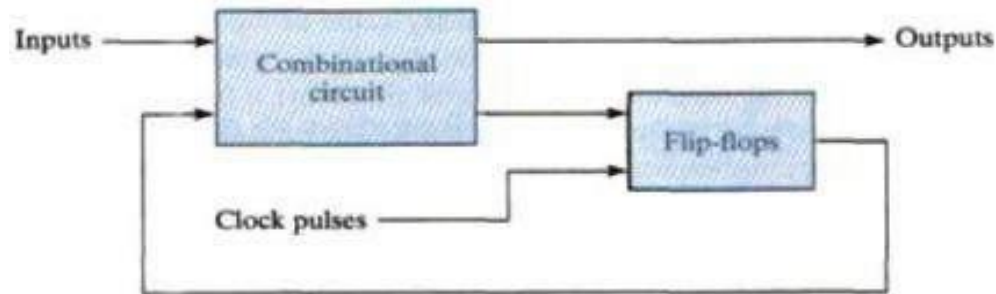 Inputs
Outputs
Combinational
circuit
Flip-flops
Clock pulses